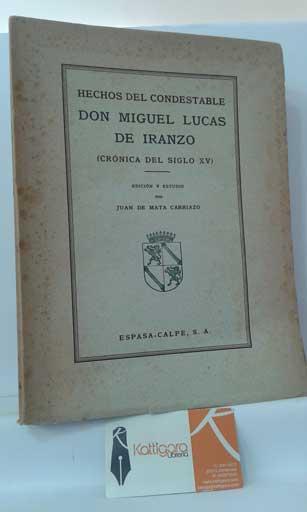 HECHOS DEL CONDESTABLE
DON MIGUEL LUCAS
DE IRANZO
(CRÓNICA DEL SIGLO XV)
EDICIÓN Y ESTUDIO
POR
JUAN DE MATA CARRIAZO
ESPASA-CALPE, S. A.
Kattigara
Librería